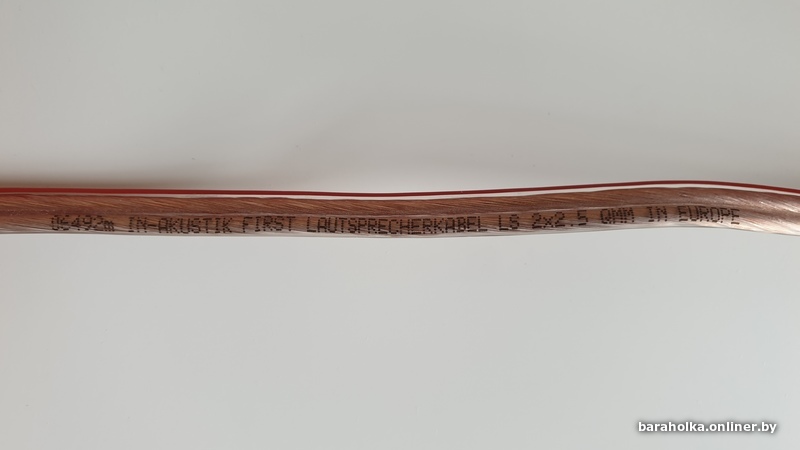 06492m IN-AKUSTIK FIRST LAUTSPRECHERKABEL LS 2x2.5 QMM IN EUROPE
baraholka.onliner.by